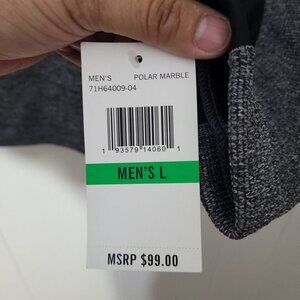 MEN'S POLAR MARBLE
71H64009-04
1 93579 14060 1
MEN'S L
MSRP $99.00